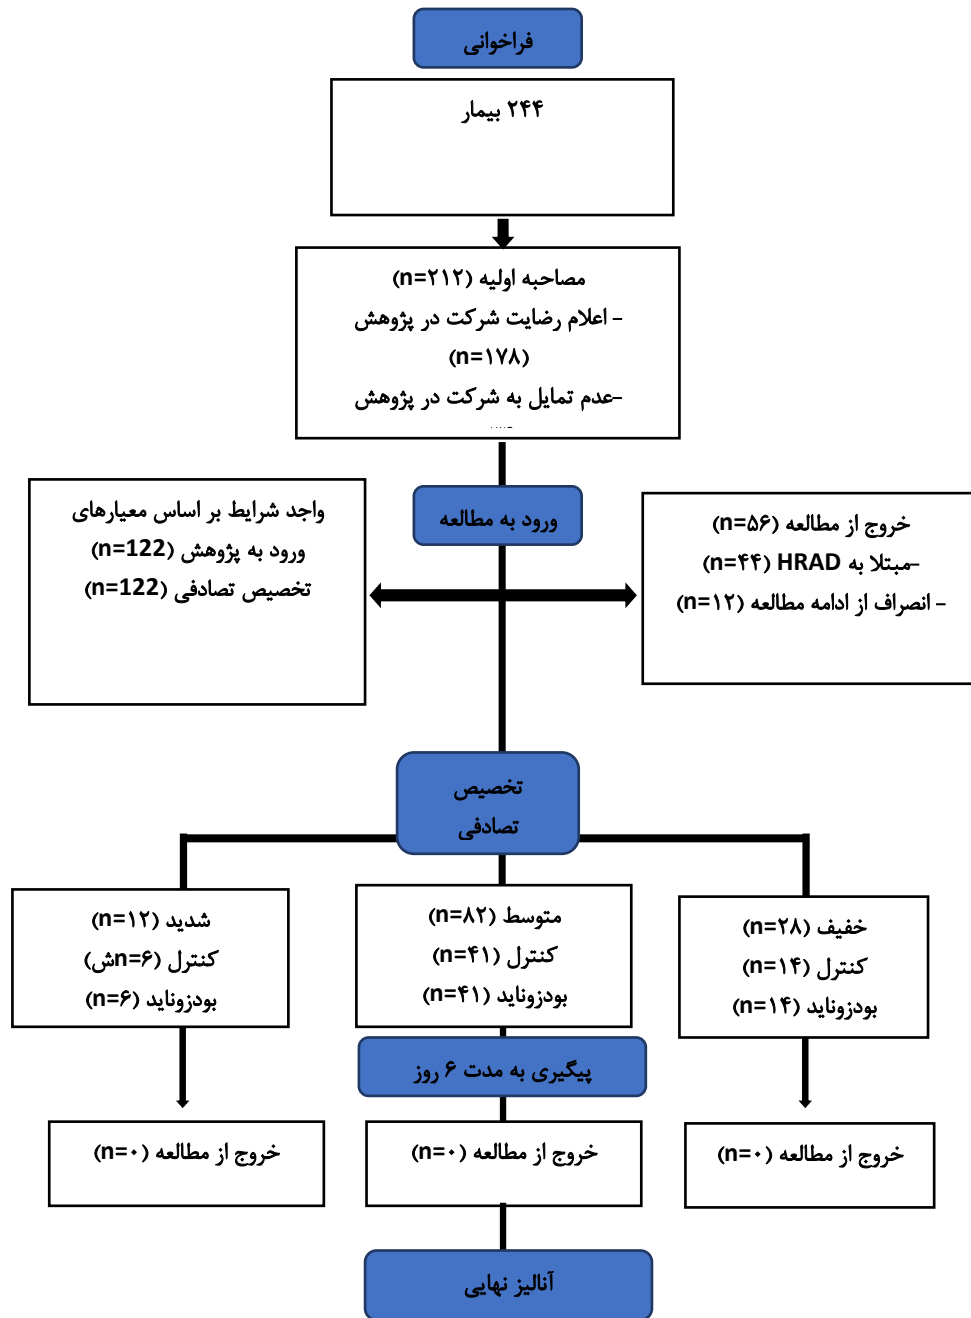 فراخوانی
۲۴۴ بیمار
مصاحبه اولیه (n=۲۱۲)
- اعلام رضایت شرکت در پژوهش
(n=۱۷۸)
-عدم تمایل به شرکت در پژوهش
ورود به مطالعه
خروج از مطالعه (n=۵۶)
-مبتلا به HRAD (n=۴۴)
- انصراف از ادامه مطالعه (n=۱۲)
واجد شرایط بر اساس معیارهای
ورود به پژوهش (n=122)
تخصیص تصادفی (n=122)
تخصیص
تصادفی
خفیف (n=۲۸)
کنترل (n=۱۴)
بودزوناید (n=۱۴)
متوسط (n=۸۲)
کنترل (n=۴۱)
بودزوناید (n=۴۱)
شدید (n=۱۲)
کنترل (n=۶ش)
بودزوناید (n=۶)
پیگیری به مدت ۶ روز
خروج از مطالعه (n=۰)
خروج از مطالعه (n=۰)
خروج از مطالعه (n=۰)
آنالیز نهایی